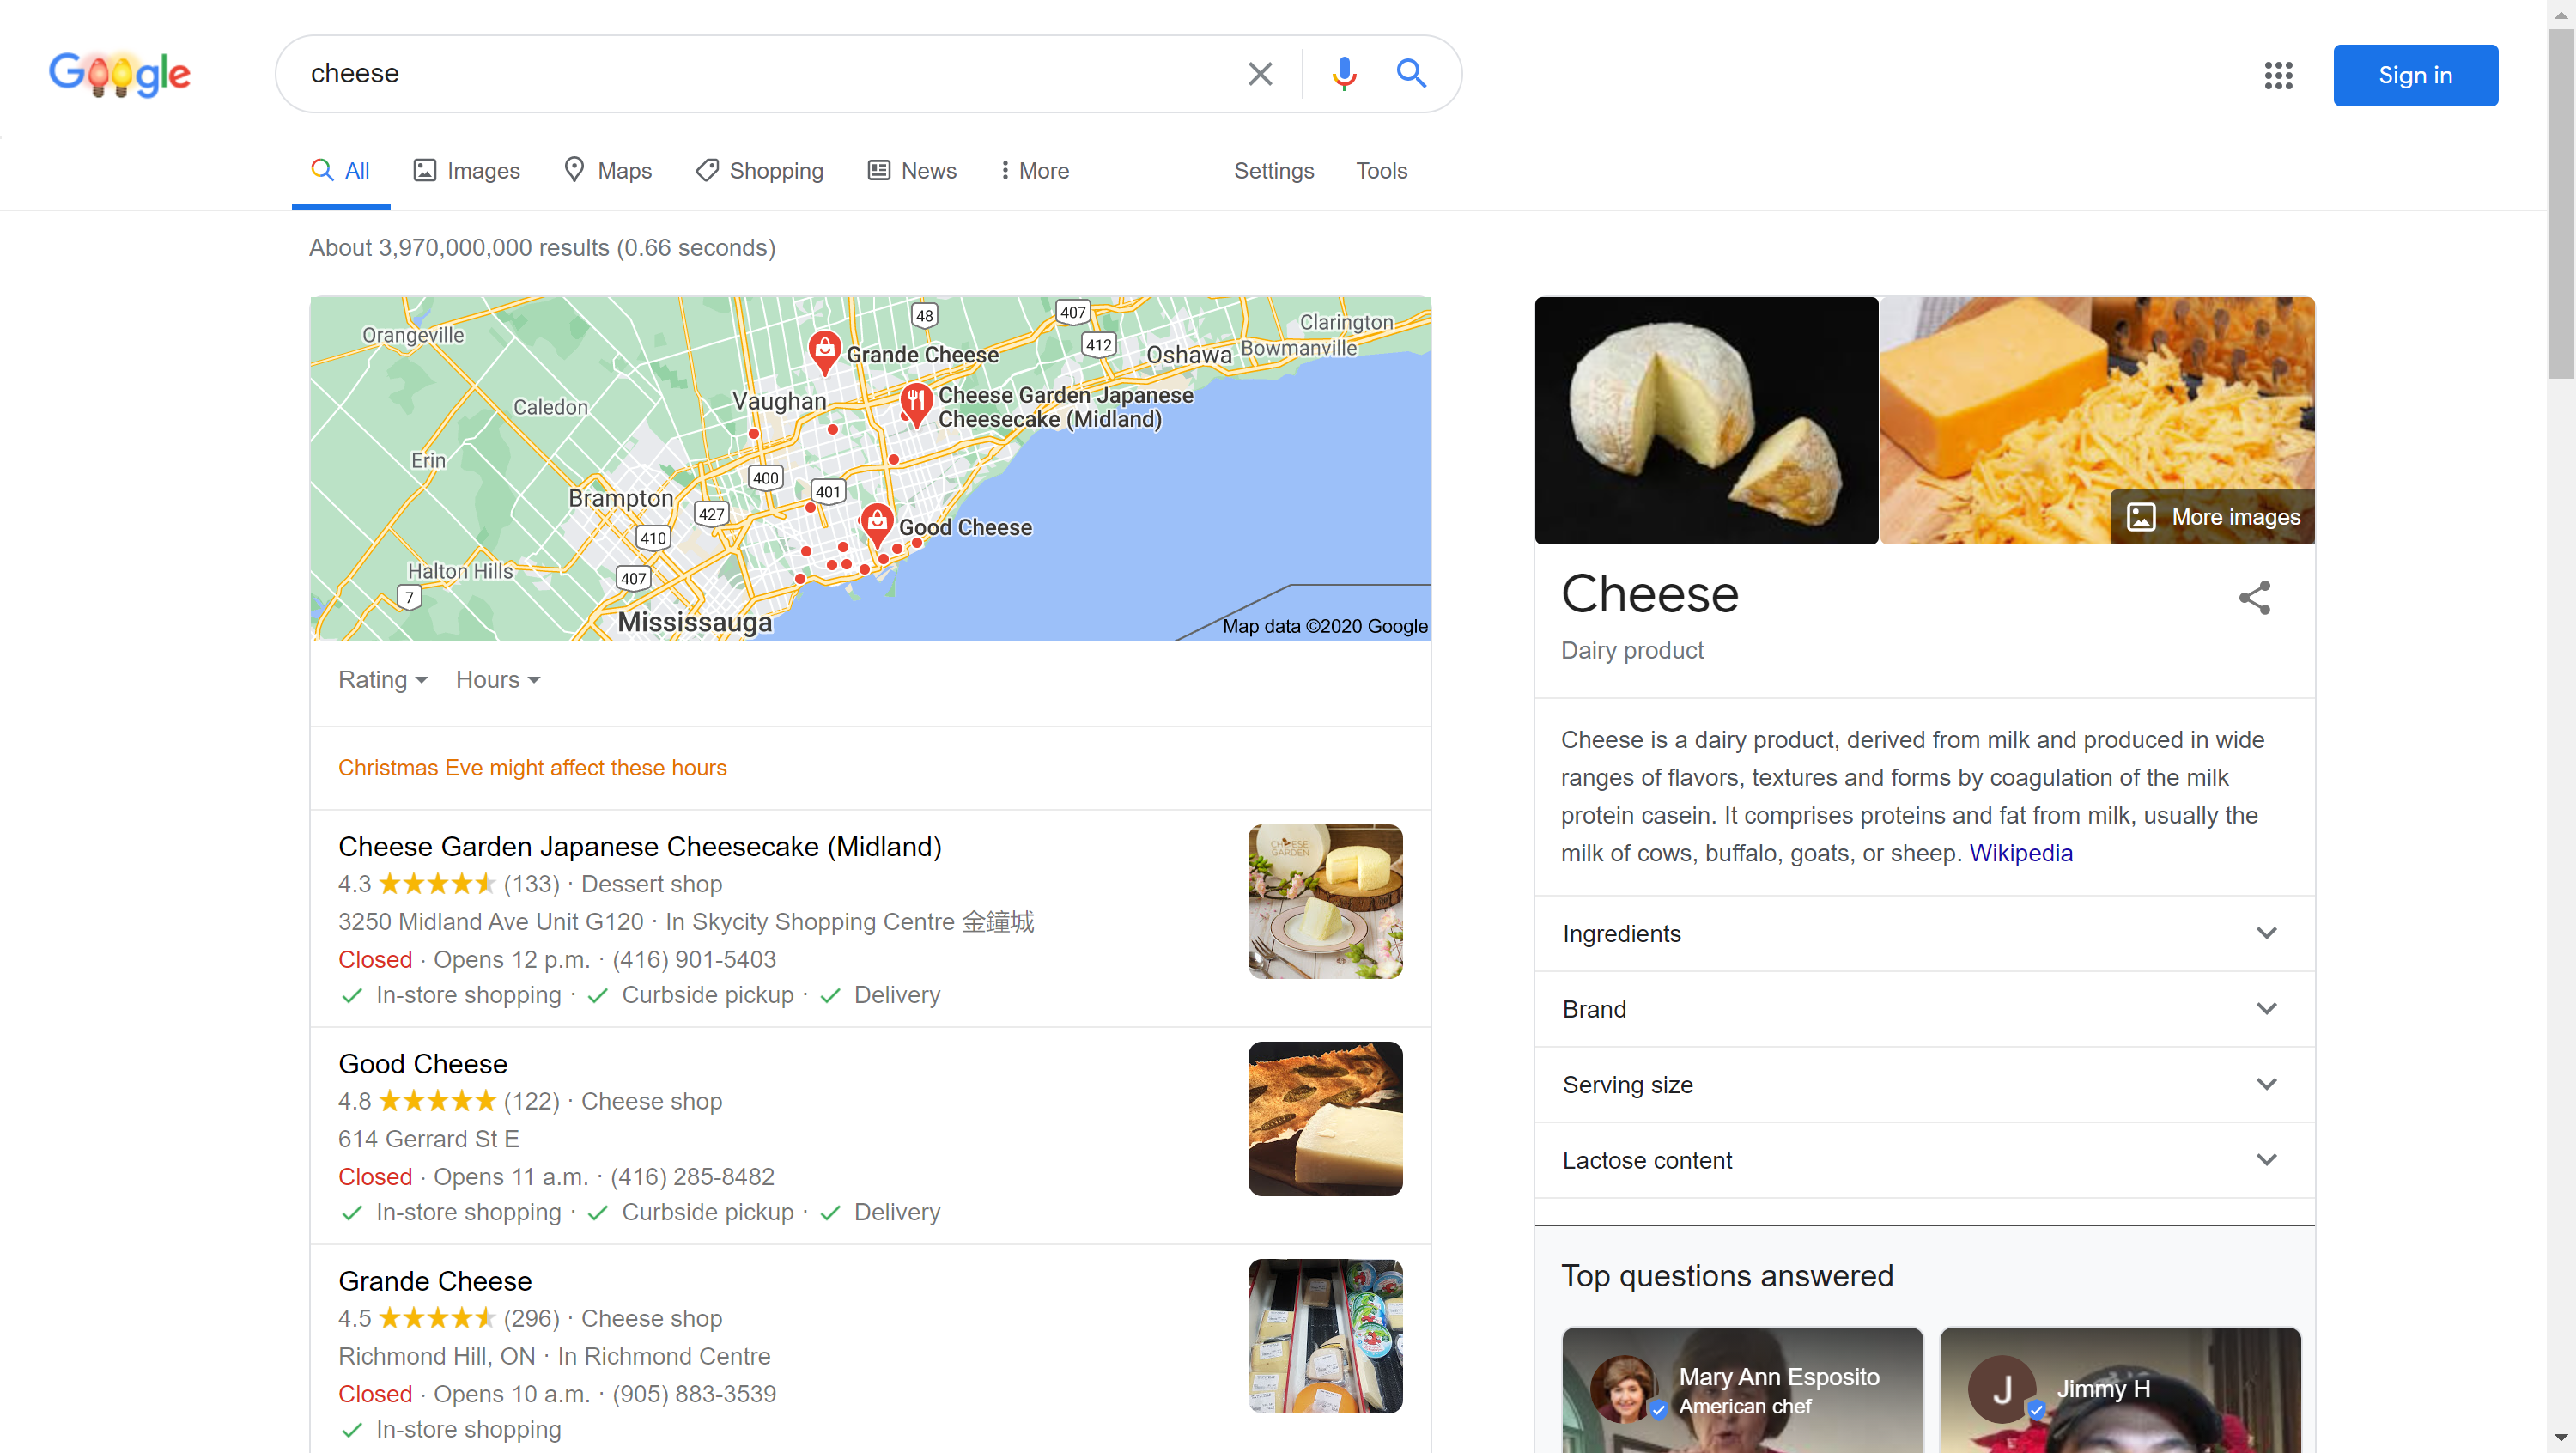 Google
cheese
Sign in
All
Images
Maps
Shopping
News
More
Settings
Tools
About 3,970,000,000 results (0.66 seconds)
Orangeville
48
407
Clarington
Grande Cheese
412
Oshawa
Bowmanville
Cheese Garden Japanese
Cheesecake (Midland)
Vaughan
Caledon
Erin
400
401
Brampton
427
Good Cheese
410
Halton Hills
407
7
Mississauga
Map data ©2020 Google
Rating
Hours
Christmas Eve might affect these hours
Cheese Garden Japanese Cheesecake (Midland)
4.3 (133) · Dessert shop
3250 Midland Ave Unit G120 · In Skycity Shopping Centre 金鐘城
Closed · Opens 12 p.m. · (416) 901-5403
In-store shopping · Curbside pickup · Delivery
CHEESE
GARDEN
Good Cheese
4.8 (122) · Cheese shop
614 Gerrard St E
Closed · Opens 11 a.m. · (416) 285-8482
In-store shopping · Curbside pickup · Delivery
Grande Cheese
4.5 (296) · Cheese shop
Richmond Hill, ON · In Richmond Centre
Closed · Opens 10 a.m. · (905) 883-3539
In-store shopping
More images
Cheese
Dairy product
Cheese is a dairy product, derived from milk and produced in wide
ranges of flavors, textures and forms by coagulation of the milk
protein casein. It comprises proteins and fat from milk, usually the
milk of cows, buffalo, goats, or sheep. Wikipedia
Ingredients
Brand
Serving size
Lactose content
Top questions answered
Mary Ann Esposito
American chef
J
Jimmy H